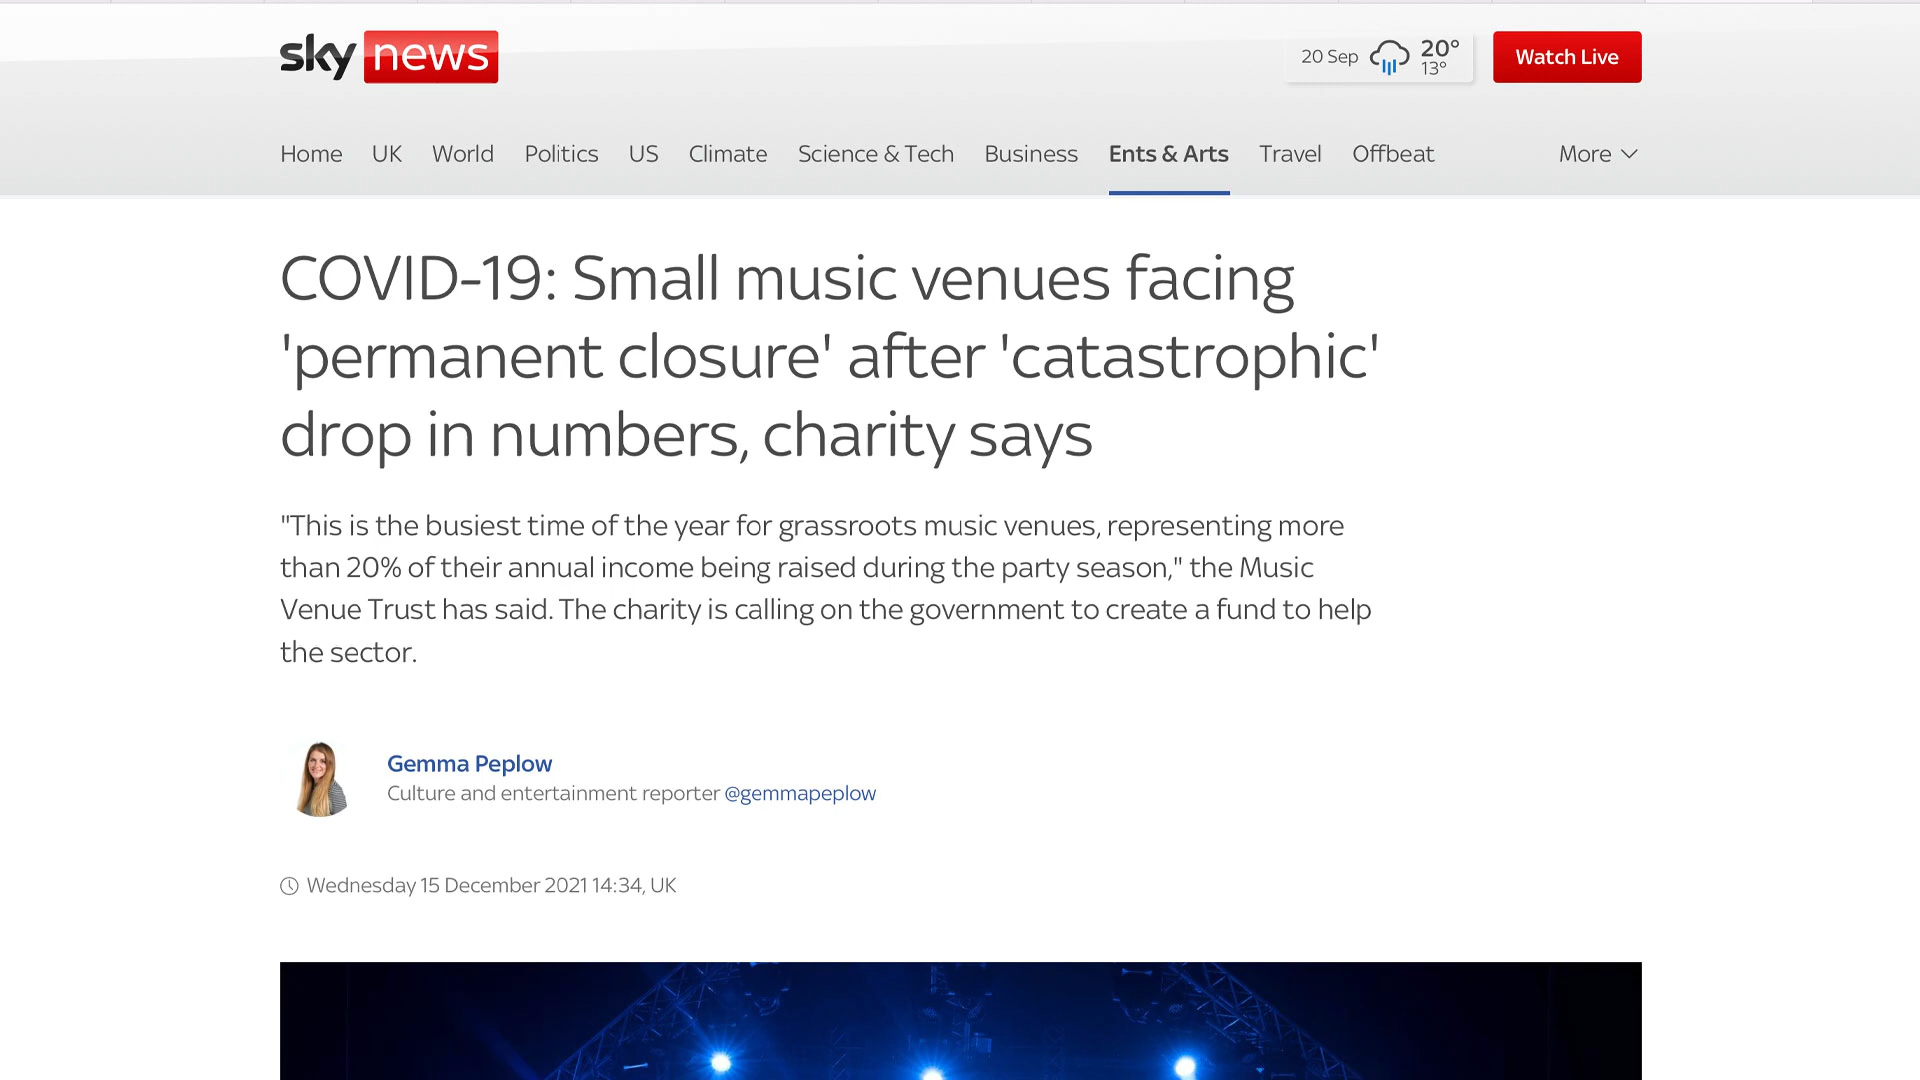 sky news
20 Sep 20° 13°
Watch Live
Home UK World Politics US Climate Science & Tech Business Ents & Arts Travel Offbeat More
COVID-19: Small music venues facing
'permanent closure' after 'catastrophic'
drop in numbers, charity says
"This is the busiest time of the year for grassroots music venues, representing more
than 20% of their annual income being raised during the party season," the Music
Venue Trust has said. The charity is calling on the government to create a fund to help
the sector.
Gemma Peplow
Culture and entertainment reporter @gemmapeplow
Wednesday 15 December 2021 14:34, UK